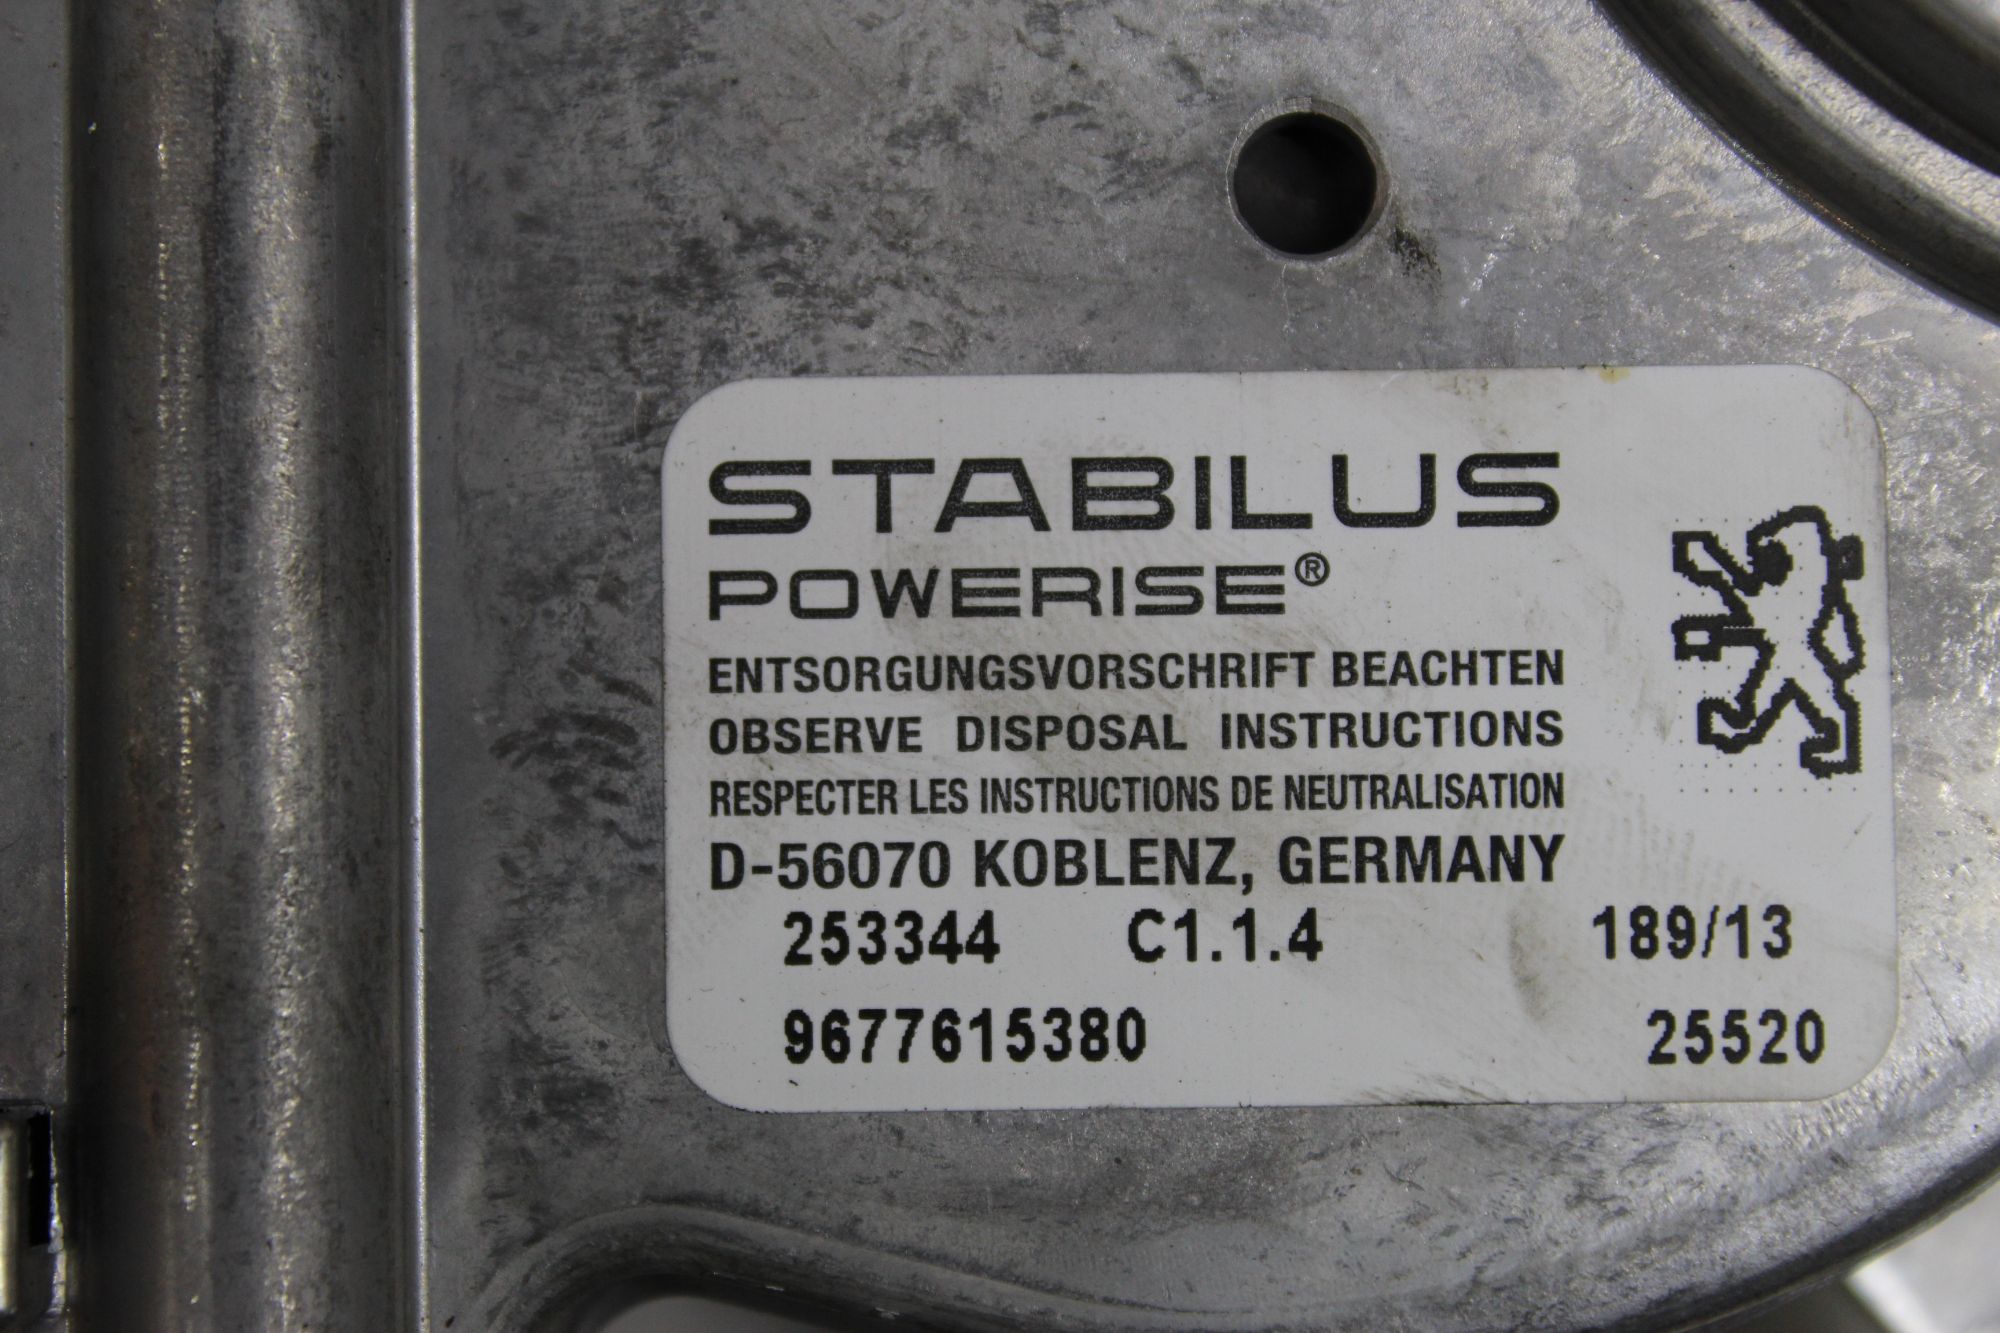 STABILUS
POWERISE®
ENTSORGUNGSVORSCHRIFT BEACHTEN
OBSERVE DISPOSAL INSTRUCTIONS
RESPECTER LES INSTRUCTIONS DE NEUTRALISATION
D-56070 KOBLENZ, GERMANY
253344 C1.1.4 189/13
9677615380 25520